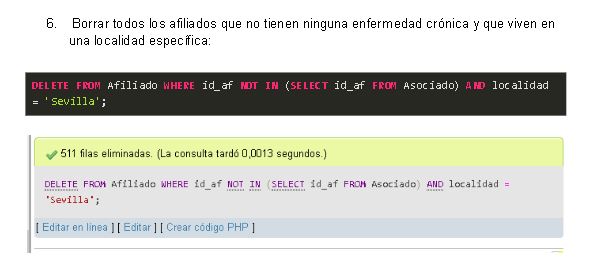 6. Borrar todos los afiliados que no tienen ninguna enfermedad crónica y que viven en
una localidad específica:
DELETE FROM Afiliado WHERE id_af NOT IN (SELECT id_af FROM Asociado) AND localidad
= 'Sevilla';
511 filas eliminadas. (La consulta tardó 0,0013 segundos.)
DELETE FROM Afiliado WHERE id_af NOT IN (SELECT id_af FROM Asociado) AND localidad =
"Sevilla";
[ Editar en línea ] [ Editar ] [ Crear código PHP ]